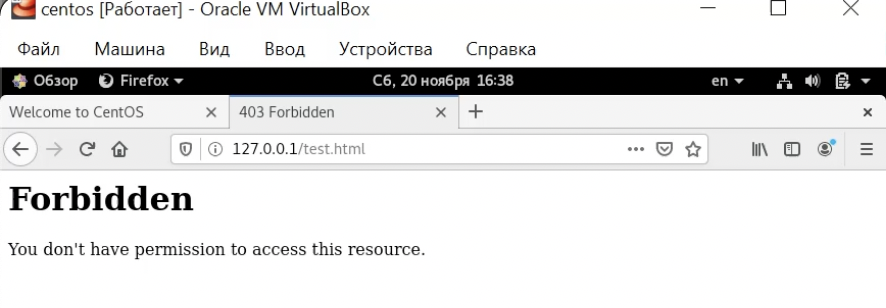 centos [Работает] - Oracle VM VirtualBox
Файл Машина Вид Ввод Устройства Справка
Обзор Firefox Сб, 20 ноября 16:38 en
Welcome to CentOS 403 Forbidden
127.0.0.1/test.html
Forbidden
You don't have permission to access this resource.